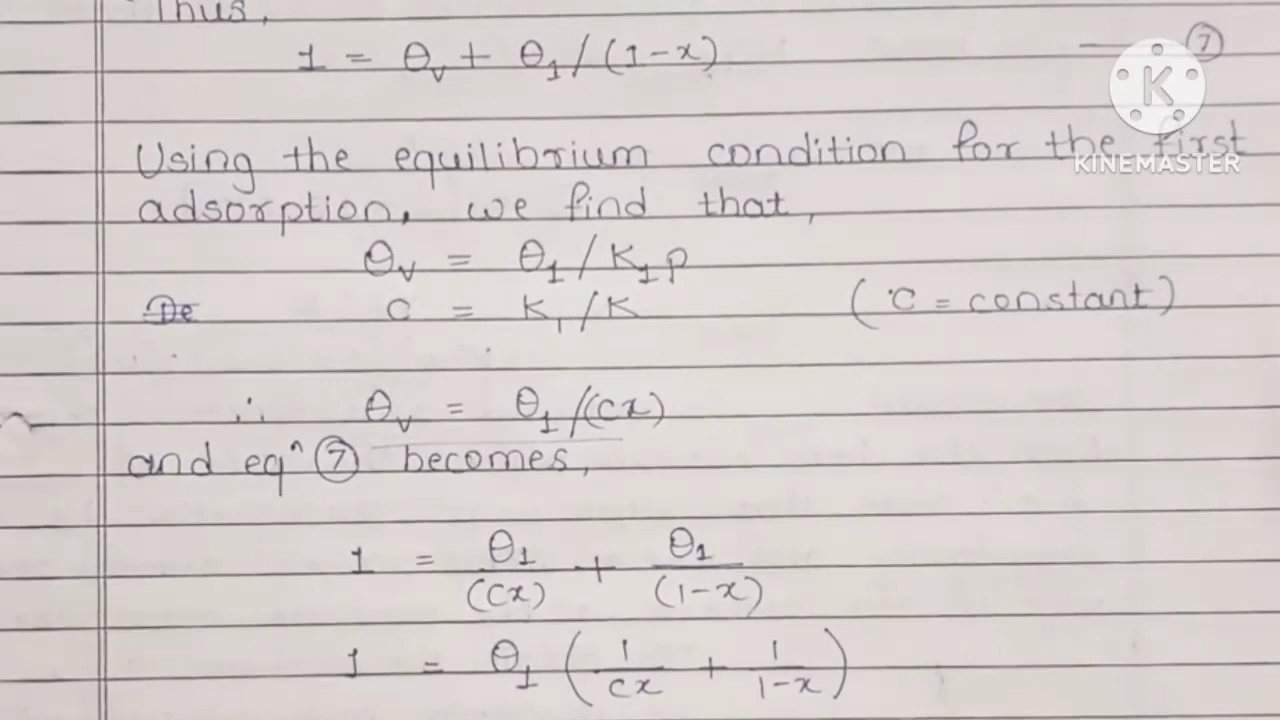 Thus,
1 = θv + θ1 / (1-x) — ⑦
Using the equilibrium condition for the first
KINEMASTER
adsorption, we find that,
θv = θ1 / K1 p
De C = K1 / K ( C = constant )
∴ θv = θ1 / (Cx)
and eqⁿ ⑦ becomes,
1 = θ1 / (Cx) + θ1 / (1-x)
1 = θ1 ( 1/Cx + 1/1-x )